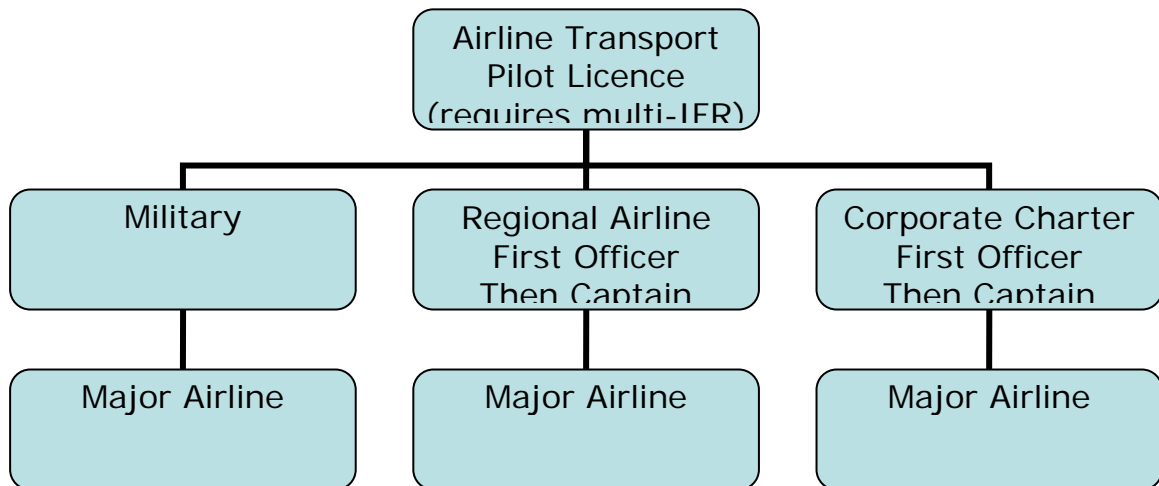 Airline Transport
Pilot Licence
(requires multi-IFR)
Military
Regional Airline
First Officer
Then Captain
Corporate Charter
First Officer
Then Captain
Major Airline
Major Airline
Major Airline